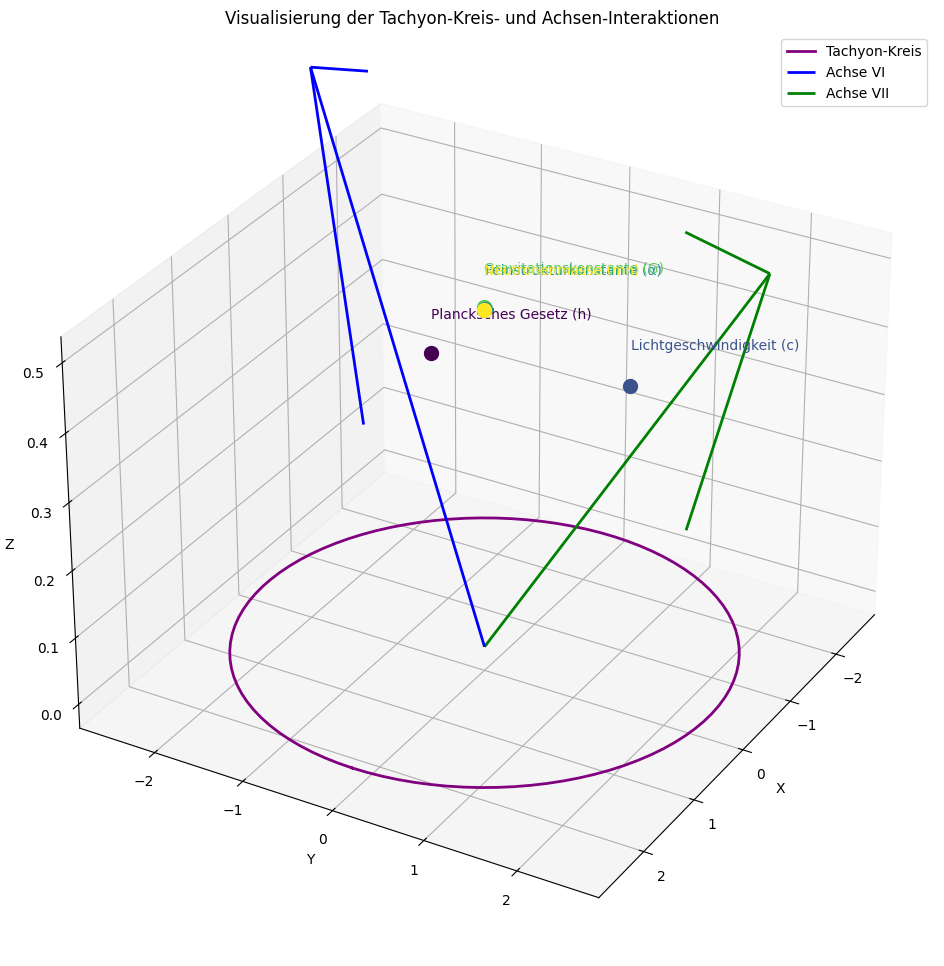 Visualisierung der Tachyon-Kreis- und Achsen-Interaktionen
Tachyon-Kreis
Achse VI
Achse VII
Gravitationskonstante (G)
Plancksches Gesetz (h)
Lichtgeschwindigkeit (c)
0.5
0.4
0.3
Z
0.2
0.1
0.0
−2
−1
0
Y
1
2
−2
−1
0
X
1
2